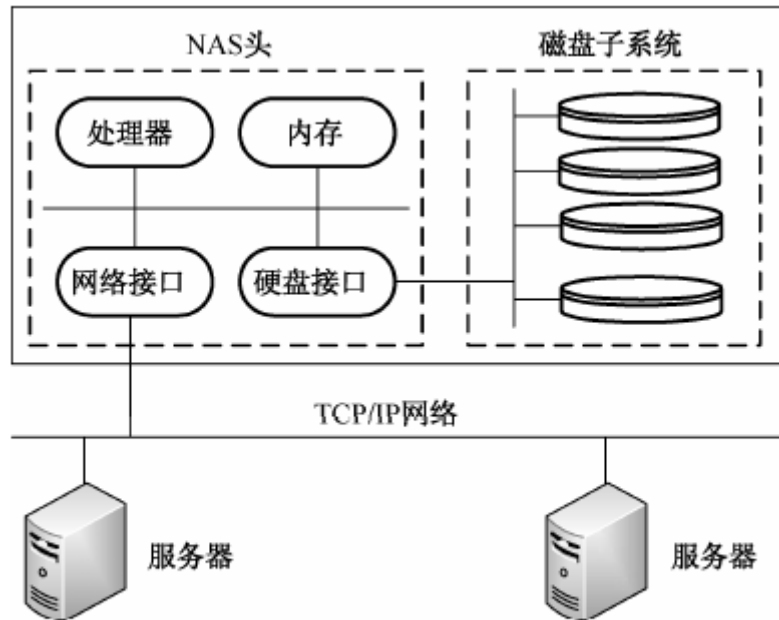 NAS头
磁盘子系统
处理器
内存
网络接口
硬盘接口
TCP/IP网络
服务器
服务器